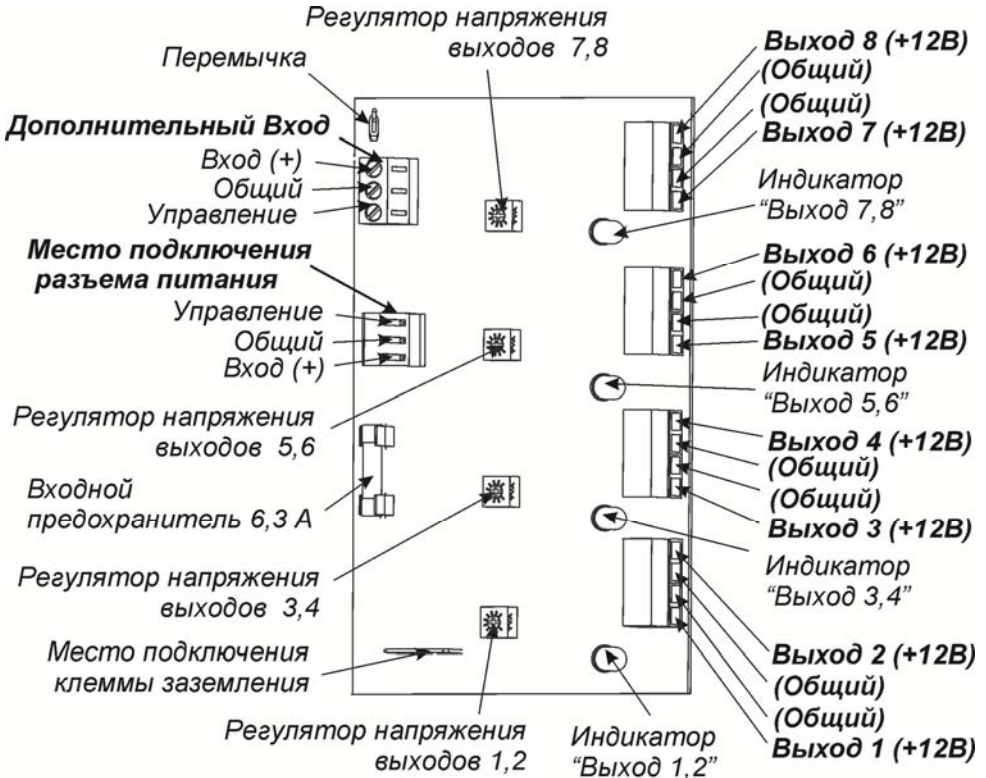 Регулятор напряжения
выходов 7,8
Перемычка
Дополнительный Вход
Вход (+)
Общий
Управление
Место подключения
разъема питания
Управление
Общий
Вход (+)
Регулятор напряжения
выходов 5,6
Входной
предохранитель 6,3 А
Регулятор напряжения
выходов 3,4
Место подключения
клеммы заземления
Регулятор напряжения
выходов 1,2
Выход 8 (+12В)
(Общий)
(Общий)
Выход 7 (+12В)
Индикатор
“Выход 7,8”
Выход 6 (+12В)
(Общий)
(Общий)
Выход 5 (+12В)
Индикатор
“Выход 5,6”
Выход 4 (+12В)
(Общий)
(Общий)
Выход 3 (+12В)
Индикатор
“Выход 3,4”
Выход 2 (+12В)
(Общий)
(Общий)
Выход 1 (+12В)
Индикатор
“Выход 1,2”